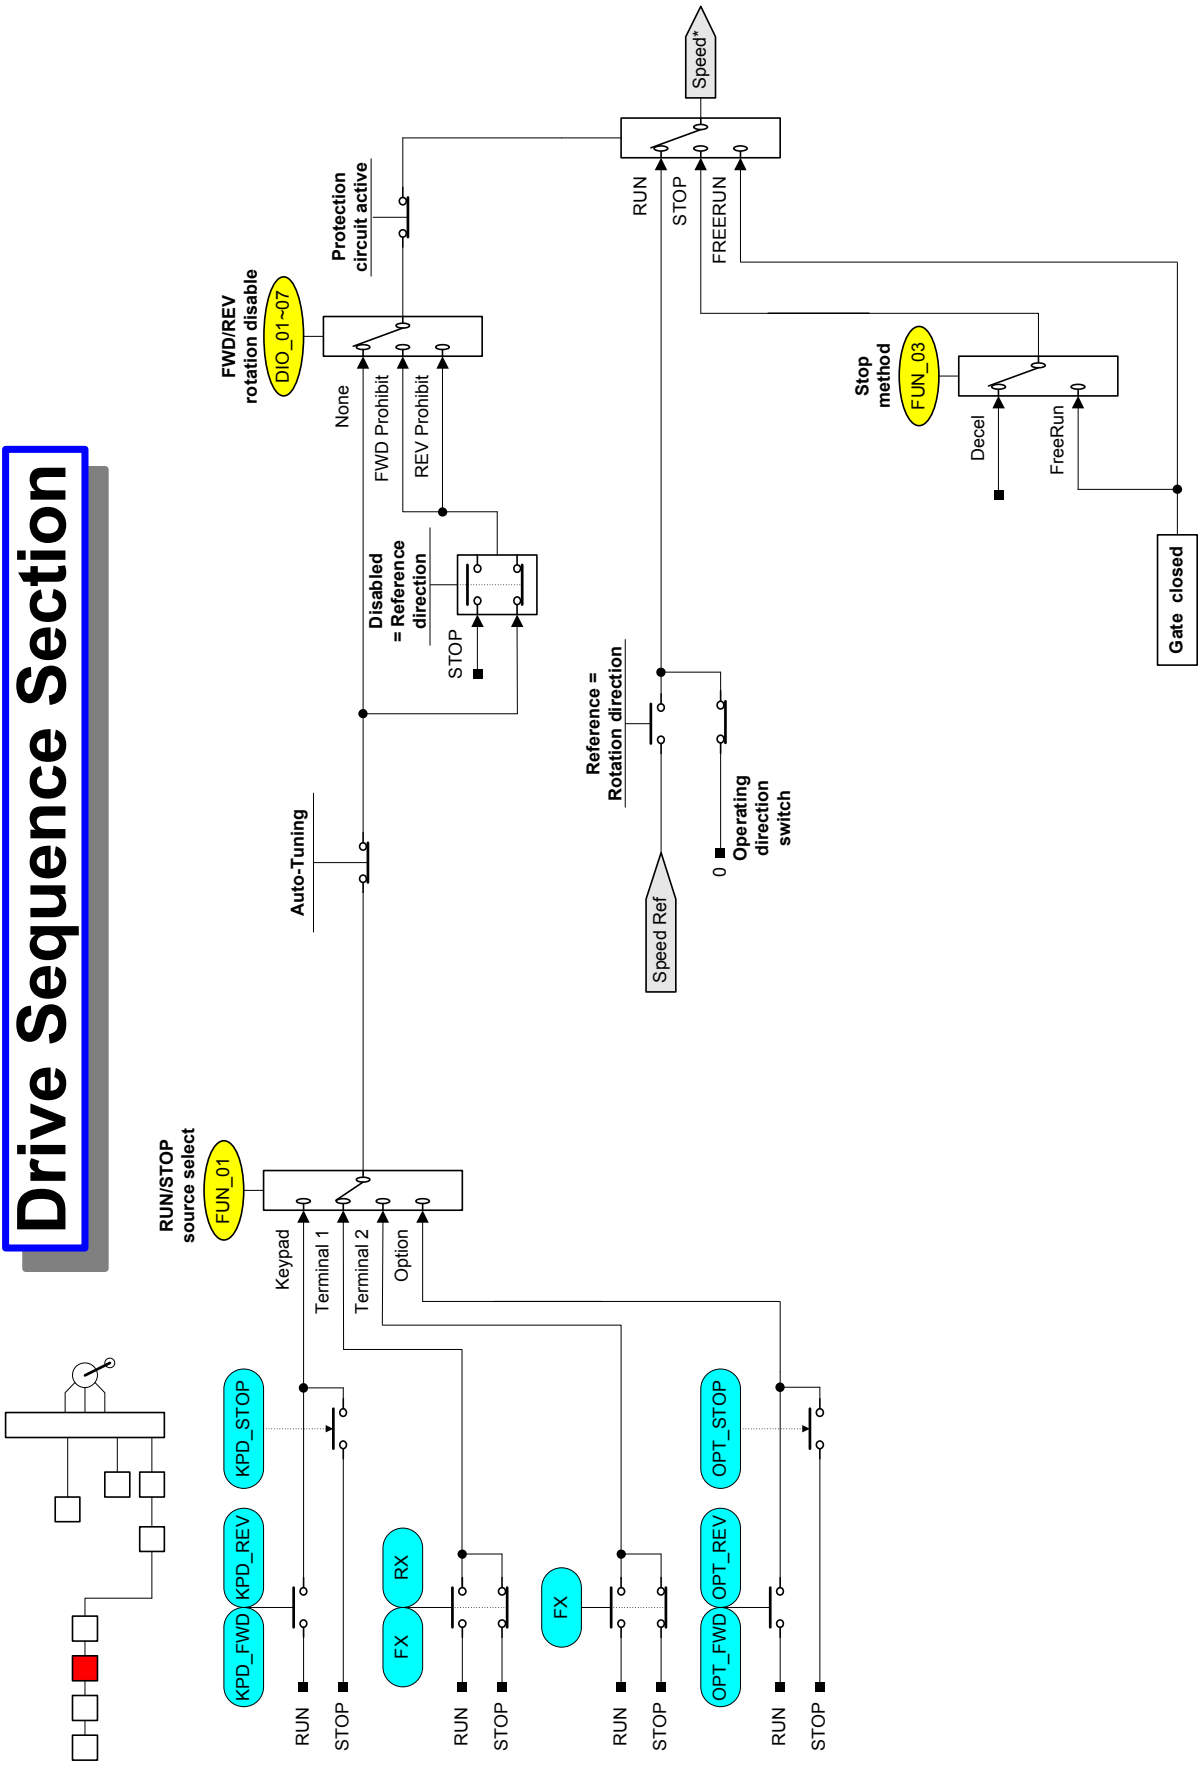 Drive Sequence Section
RUN/STOP
source select
FUN_01
Keypad
Terminal 1
Terminal 2
Option
KPD_FWD
KPD_REV
KPD_STOP
RUN
STOP
FX
RX
RUN
STOP
FX
RUN
STOP
OPT_FWD
OPT_REV
OPT_STOP
RUN
STOP
Auto-Tuning
Disabled
= Reference
direction
STOP
FWD/REV
rotation disable
DIO_01~07
None
FWD Prohibit
REV Prohibit
Protection
circuit active
Reference =
Rotation direction
Speed Ref
0
Operating
direction
switch
RUN
STOP
FREERUN
Speed*
Stop
method
FUN_03
Decel
FreeRun
Gate closed